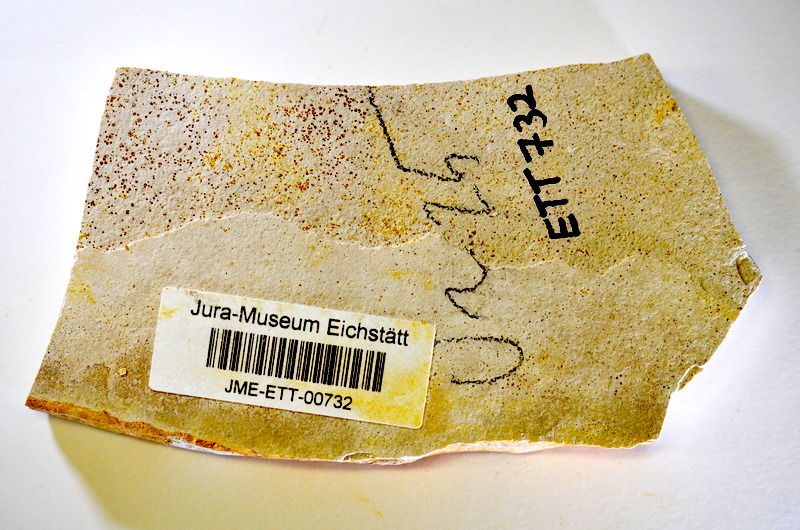 ETT 732
Jura-Museum Eichstätt
JME-ETT-00732